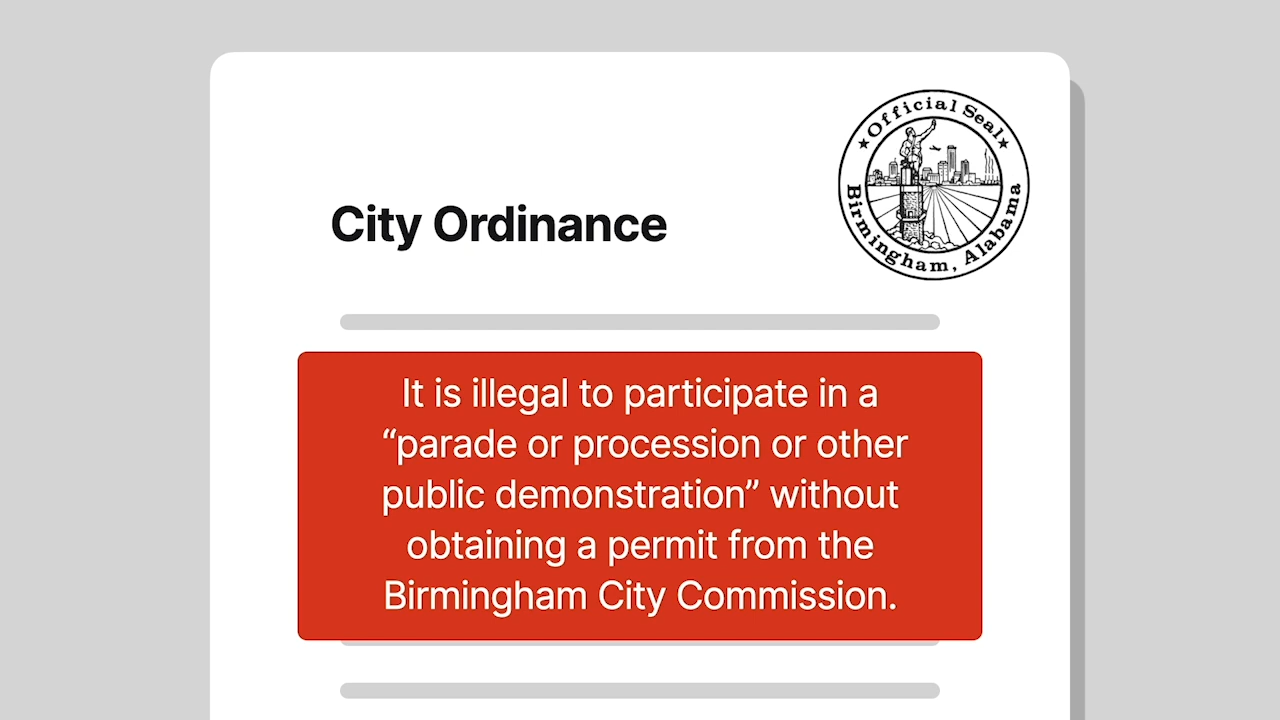 Official Seal
Birmingham, Alabama
City Ordinance
It is illegal to participate in a
“parade or procession or other
public demonstration” without
obtaining a permit from the
Birmingham City Commission.